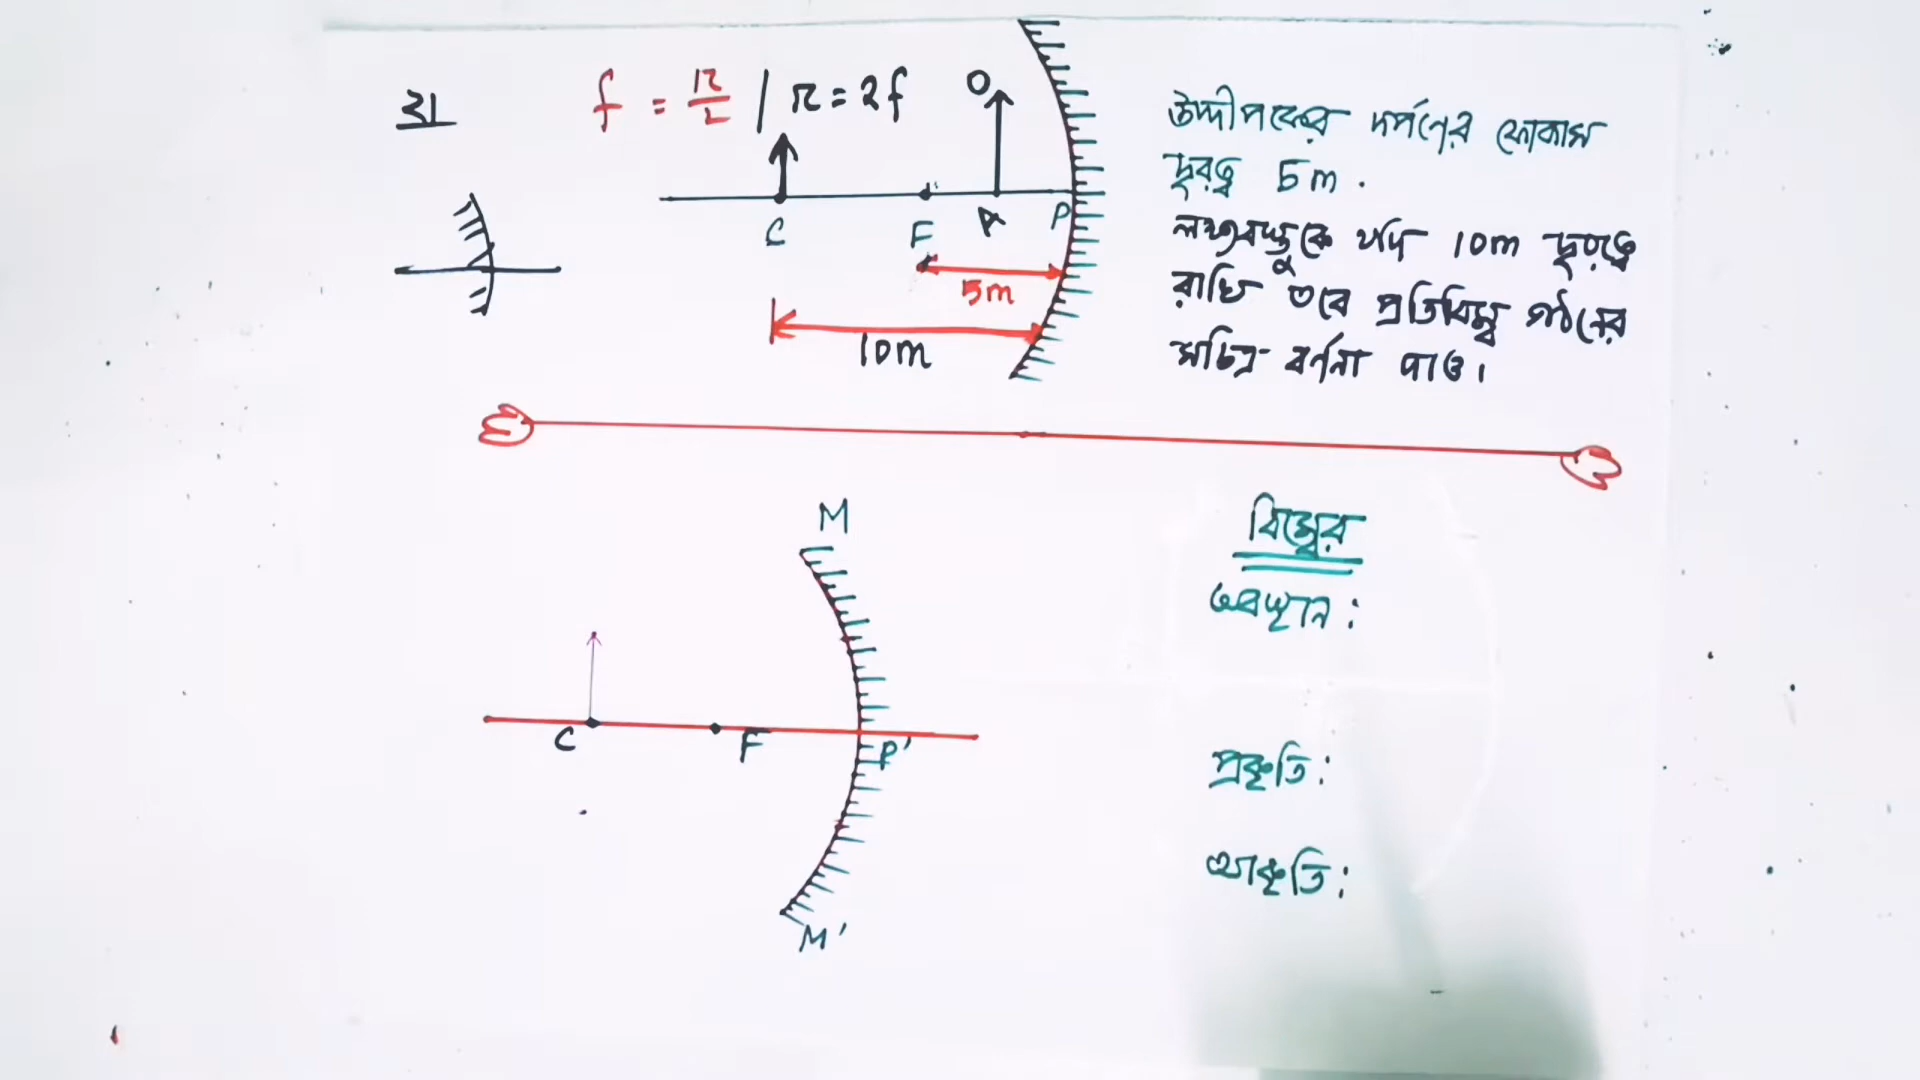 ২।
f = r/2 | r = 2f
O
C F A P
5m
10m
উদ্দীপকের দর্পণের ফোকাস
দূরত্ব 5m.
লক্ষ্যবস্তুকে যদি 10m দূরত্বে
রাখি তবে প্রতিবিম্ব গঠনের
সচিত্র বর্ণনা দাও।
M
C F P'
M'
বিম্বের
অবস্থান :
প্রকৃতি :
আকৃতি :